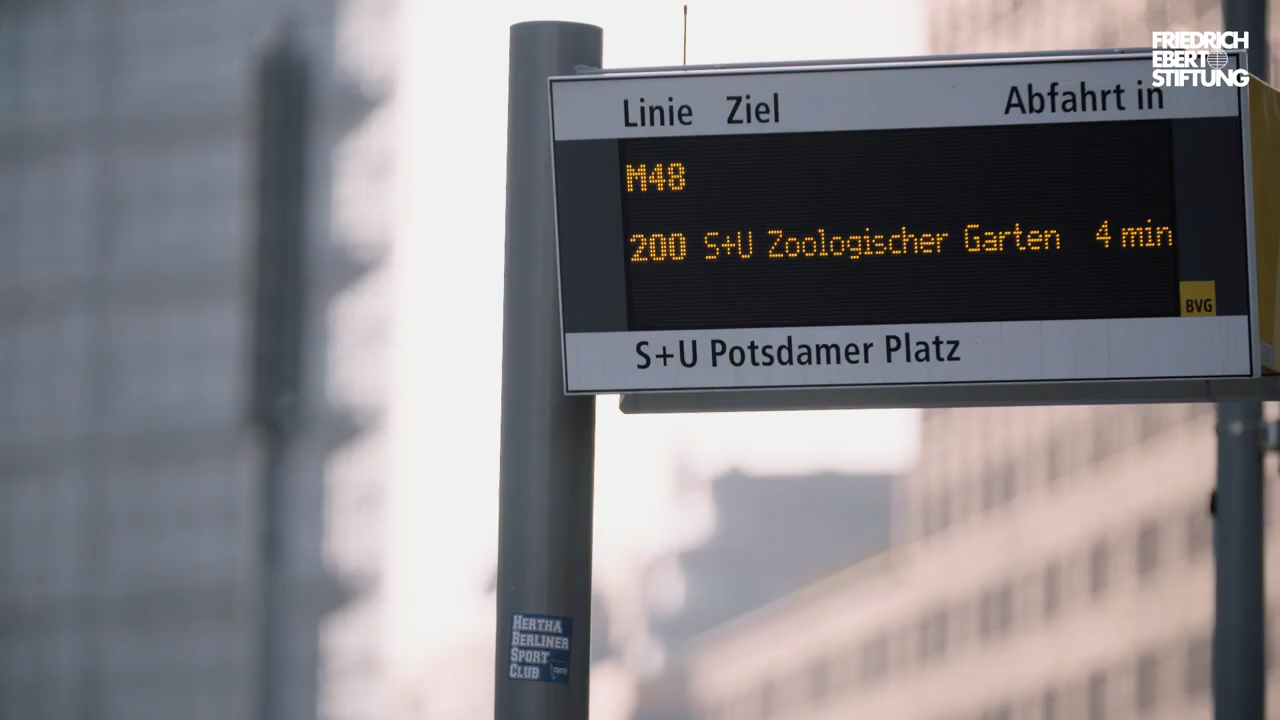 FRIEDRICH
EBERT
STIFTUNG
Linie Ziel Abfahrt in
M48
200 S+U Zoologischer Garten 4 min
BVG
S+U Potsdamer Platz
HERTHA
BERLINER
SPORT
CLUB